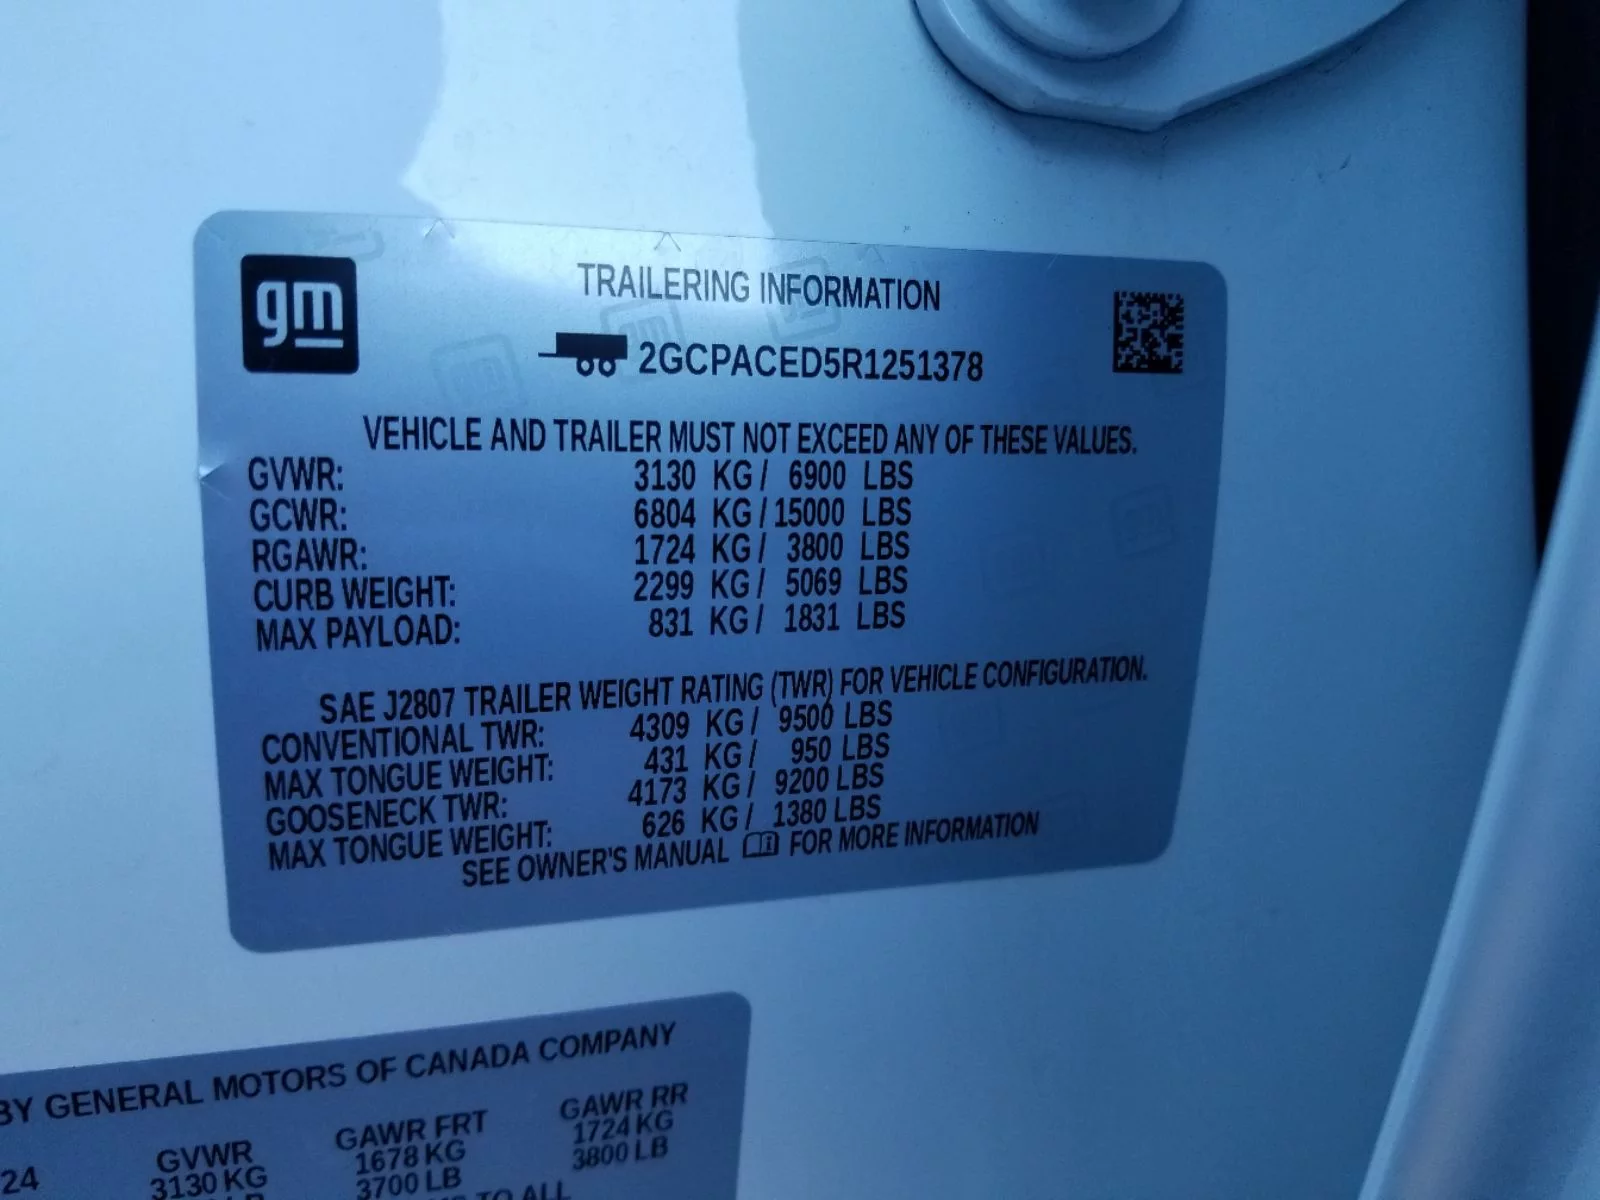 gm
TRAILERING INFORMATION
2GCPACED5R1251378
VEHICLE AND TRAILER MUST NOT EXCEED ANY OF THESE VALUES.
GVWR: 3130 KG / 6900 LBS
GCWR: 6804 KG / 15000 LBS
RGAWR: 1724 KG / 3800 LBS
CURB WEIGHT: 2299 KG / 5069 LBS
MAX PAYLOAD: 831 KG / 1831 LBS
SAE J2807 TRAILER WEIGHT RATING (TWR) FOR VEHICLE CONFIGURATION.
CONVENTIONAL TWR: 4309 KG / 9500 LBS
MAX TONGUE WEIGHT: 431 KG / 950 LBS
GOOSENECK TWR: 4173 KG / 9200 LBS
MAX TONGUE WEIGHT: 626 KG / 1380 LBS
SEE OWNER'S MANUAL FOR MORE INFORMATION
BY GENERAL MOTORS OF CANADA COMPANY
GVWR GAWR FRT GAWR RR
24 3130 KG 1678 KG 1724 KG
3700 LB 3800 LB
TO ALL